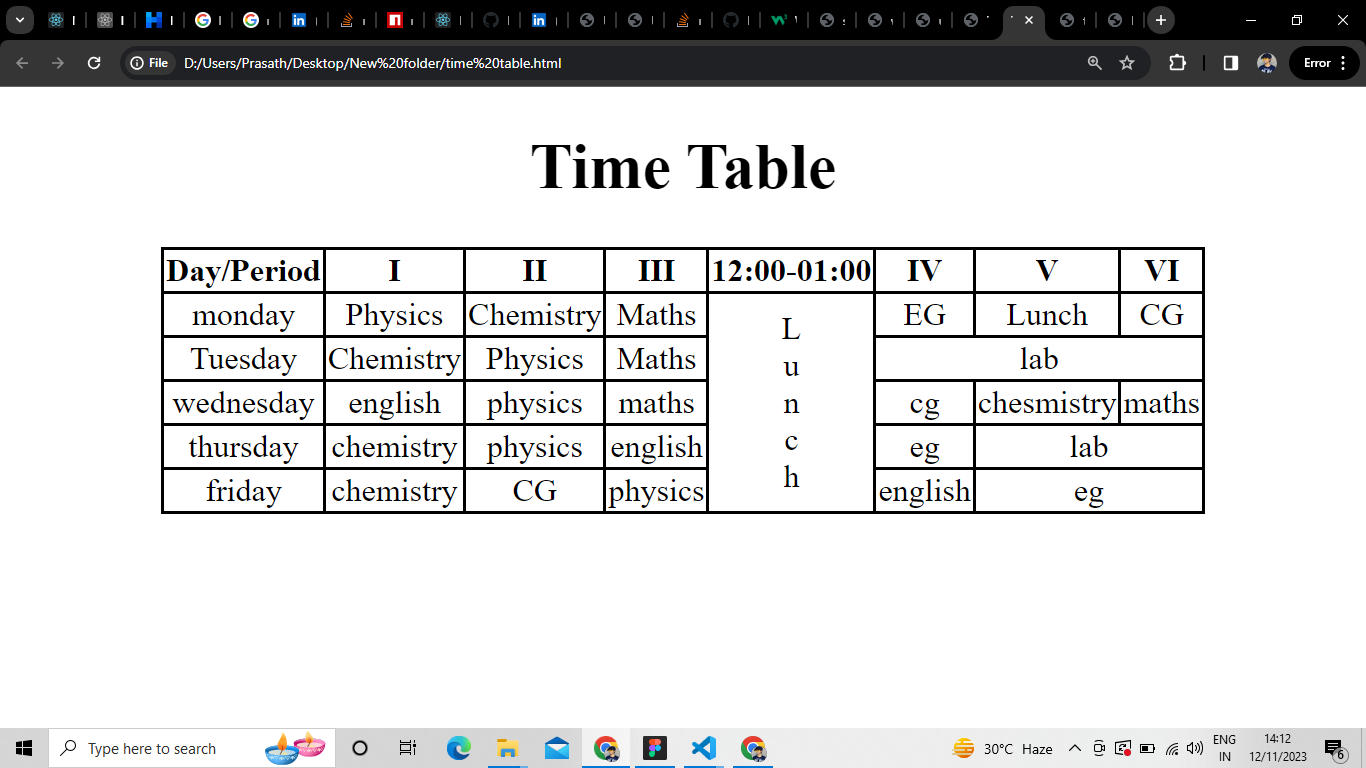 File D:/Users/Prasath/Desktop/New%20folder/time%20table.html Error
Time Table
Day/Period I II III 12:00-01:00 IV V VI
monday Physics Chemistry Maths EG Lunch CG
Tuesday Chemistry Physics Maths lab
wednesday english physics maths cg chesmistry maths
thursday chemistry physics english eg lab
friday chemistry CG physics english eg
L
u
n
c
h
Type here to search 30°C Haze ENG 14:12
IN 12/11/2023 6